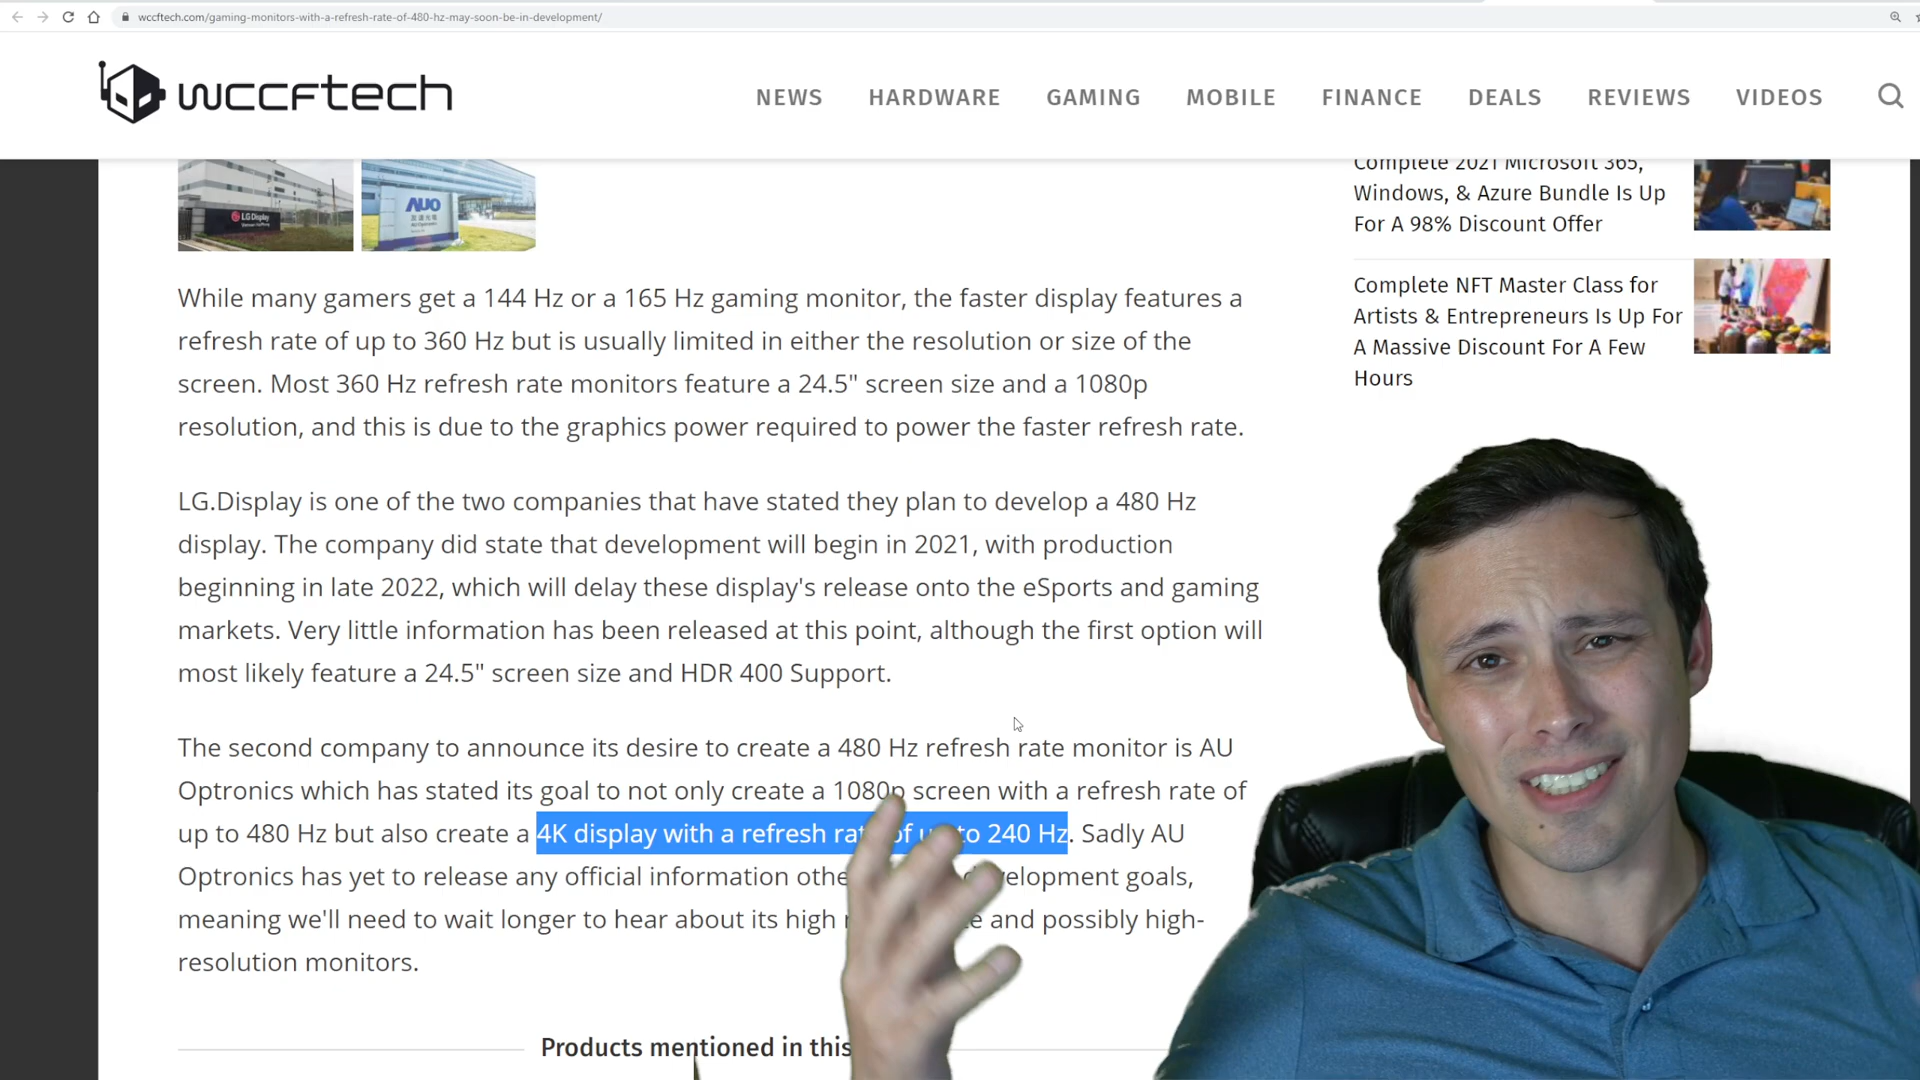 wccftech.com/gaming-monitors-with-a-refresh-rate-of-480-hz-may-soon-be-in-development/
wccftech
NEWS HARDWARE GAMING MOBILE FINANCE DEALS REVIEWS VIDEOS
LG Display
AUO
While many gamers get a 144 Hz or a 165 Hz gaming monitor, the faster display features a
refresh rate of up to 360 Hz but is usually limited in either the resolution or size of the
screen. Most 360 Hz refresh rate monitors feature a 24.5" screen size and a 1080p
resolution, and this is due to the graphics power required to power the faster refresh rate.
LG.Display is one of the two companies that have stated they plan to develop a 480 Hz
display. The company did state that development will begin in 2021, with production
beginning in late 2022, which will delay these display's release onto the eSports and gaming
markets. Very little information has been released at this point, although the first option will
most likely feature a 24.5" screen size and HDR 400 Support.
The second company to announce its desire to create a 480 Hz refresh rate monitor is AU
Optronics which has stated its goal to not only create a 1080p screen with a refresh rate of
up to 480 Hz but also create a 4K display with a refresh of to 240 Hz. Sadly AU
Optronics has yet to release any official information goals,
meaning we'll need to wait longer to hear about its high and possibly high-
resolution monitors.
Products mentioned in this
Complete 2021 Microsoft 365,
Windows, & Azure Bundle Is Up
For A 98% Discount Offer
Complete NFT Master Class for
Artists & Entrepreneurs Is Up For
A Massive Discount For A Few
Hours